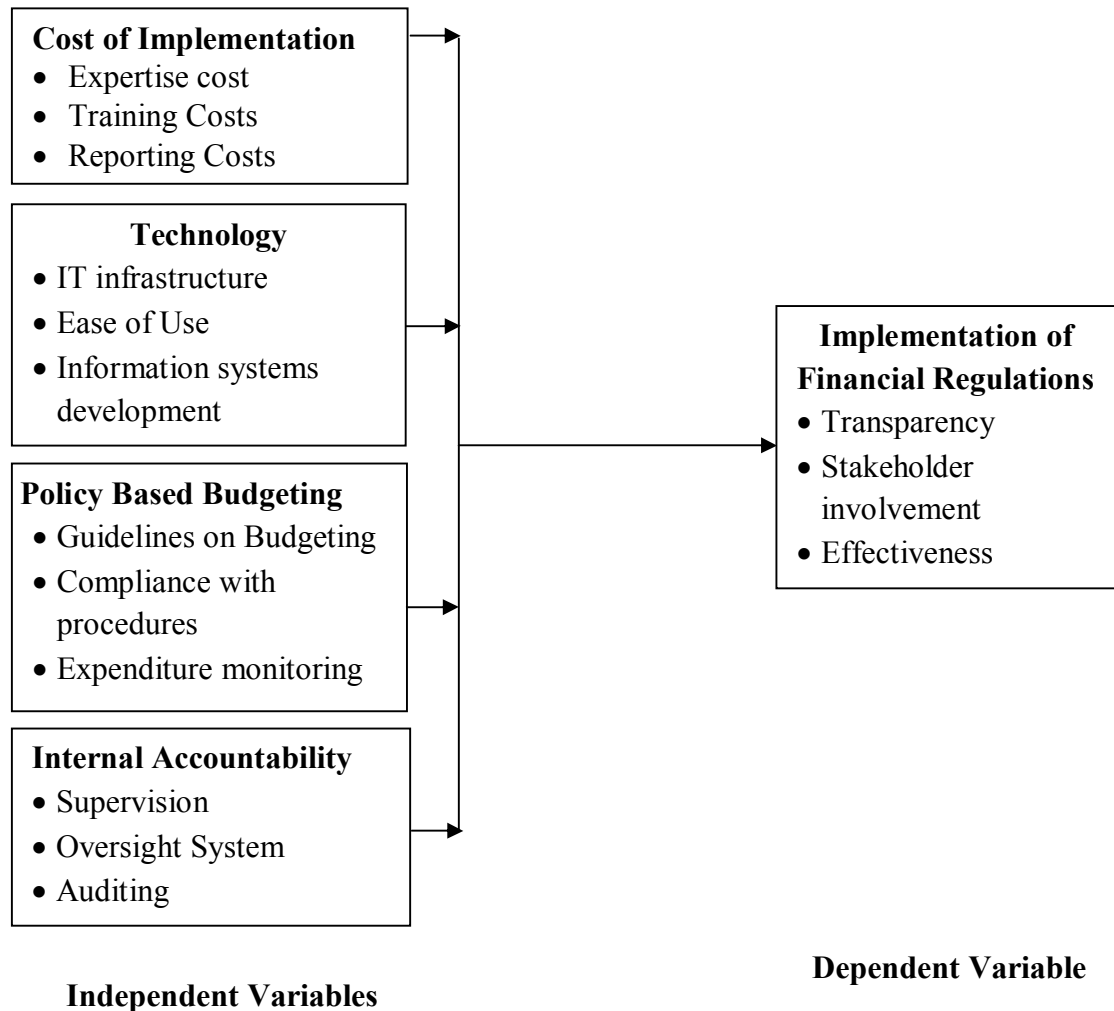 Cost of Implementation
• Expertise cost
• Training Costs
• Reporting Costs
Technology
• IT infrastructure
• Ease of Use
• Information systems
development
Policy Based Budgeting
• Guidelines on Budgeting
• Compliance with
procedures
• Expenditure monitoring
Internal Accountability
• Supervision
• Oversight System
• Auditing
Independent Variables
Implementation of
Financial Regulations
• Transparency
• Stakeholder
involvement
• Effectiveness
Dependent Variable